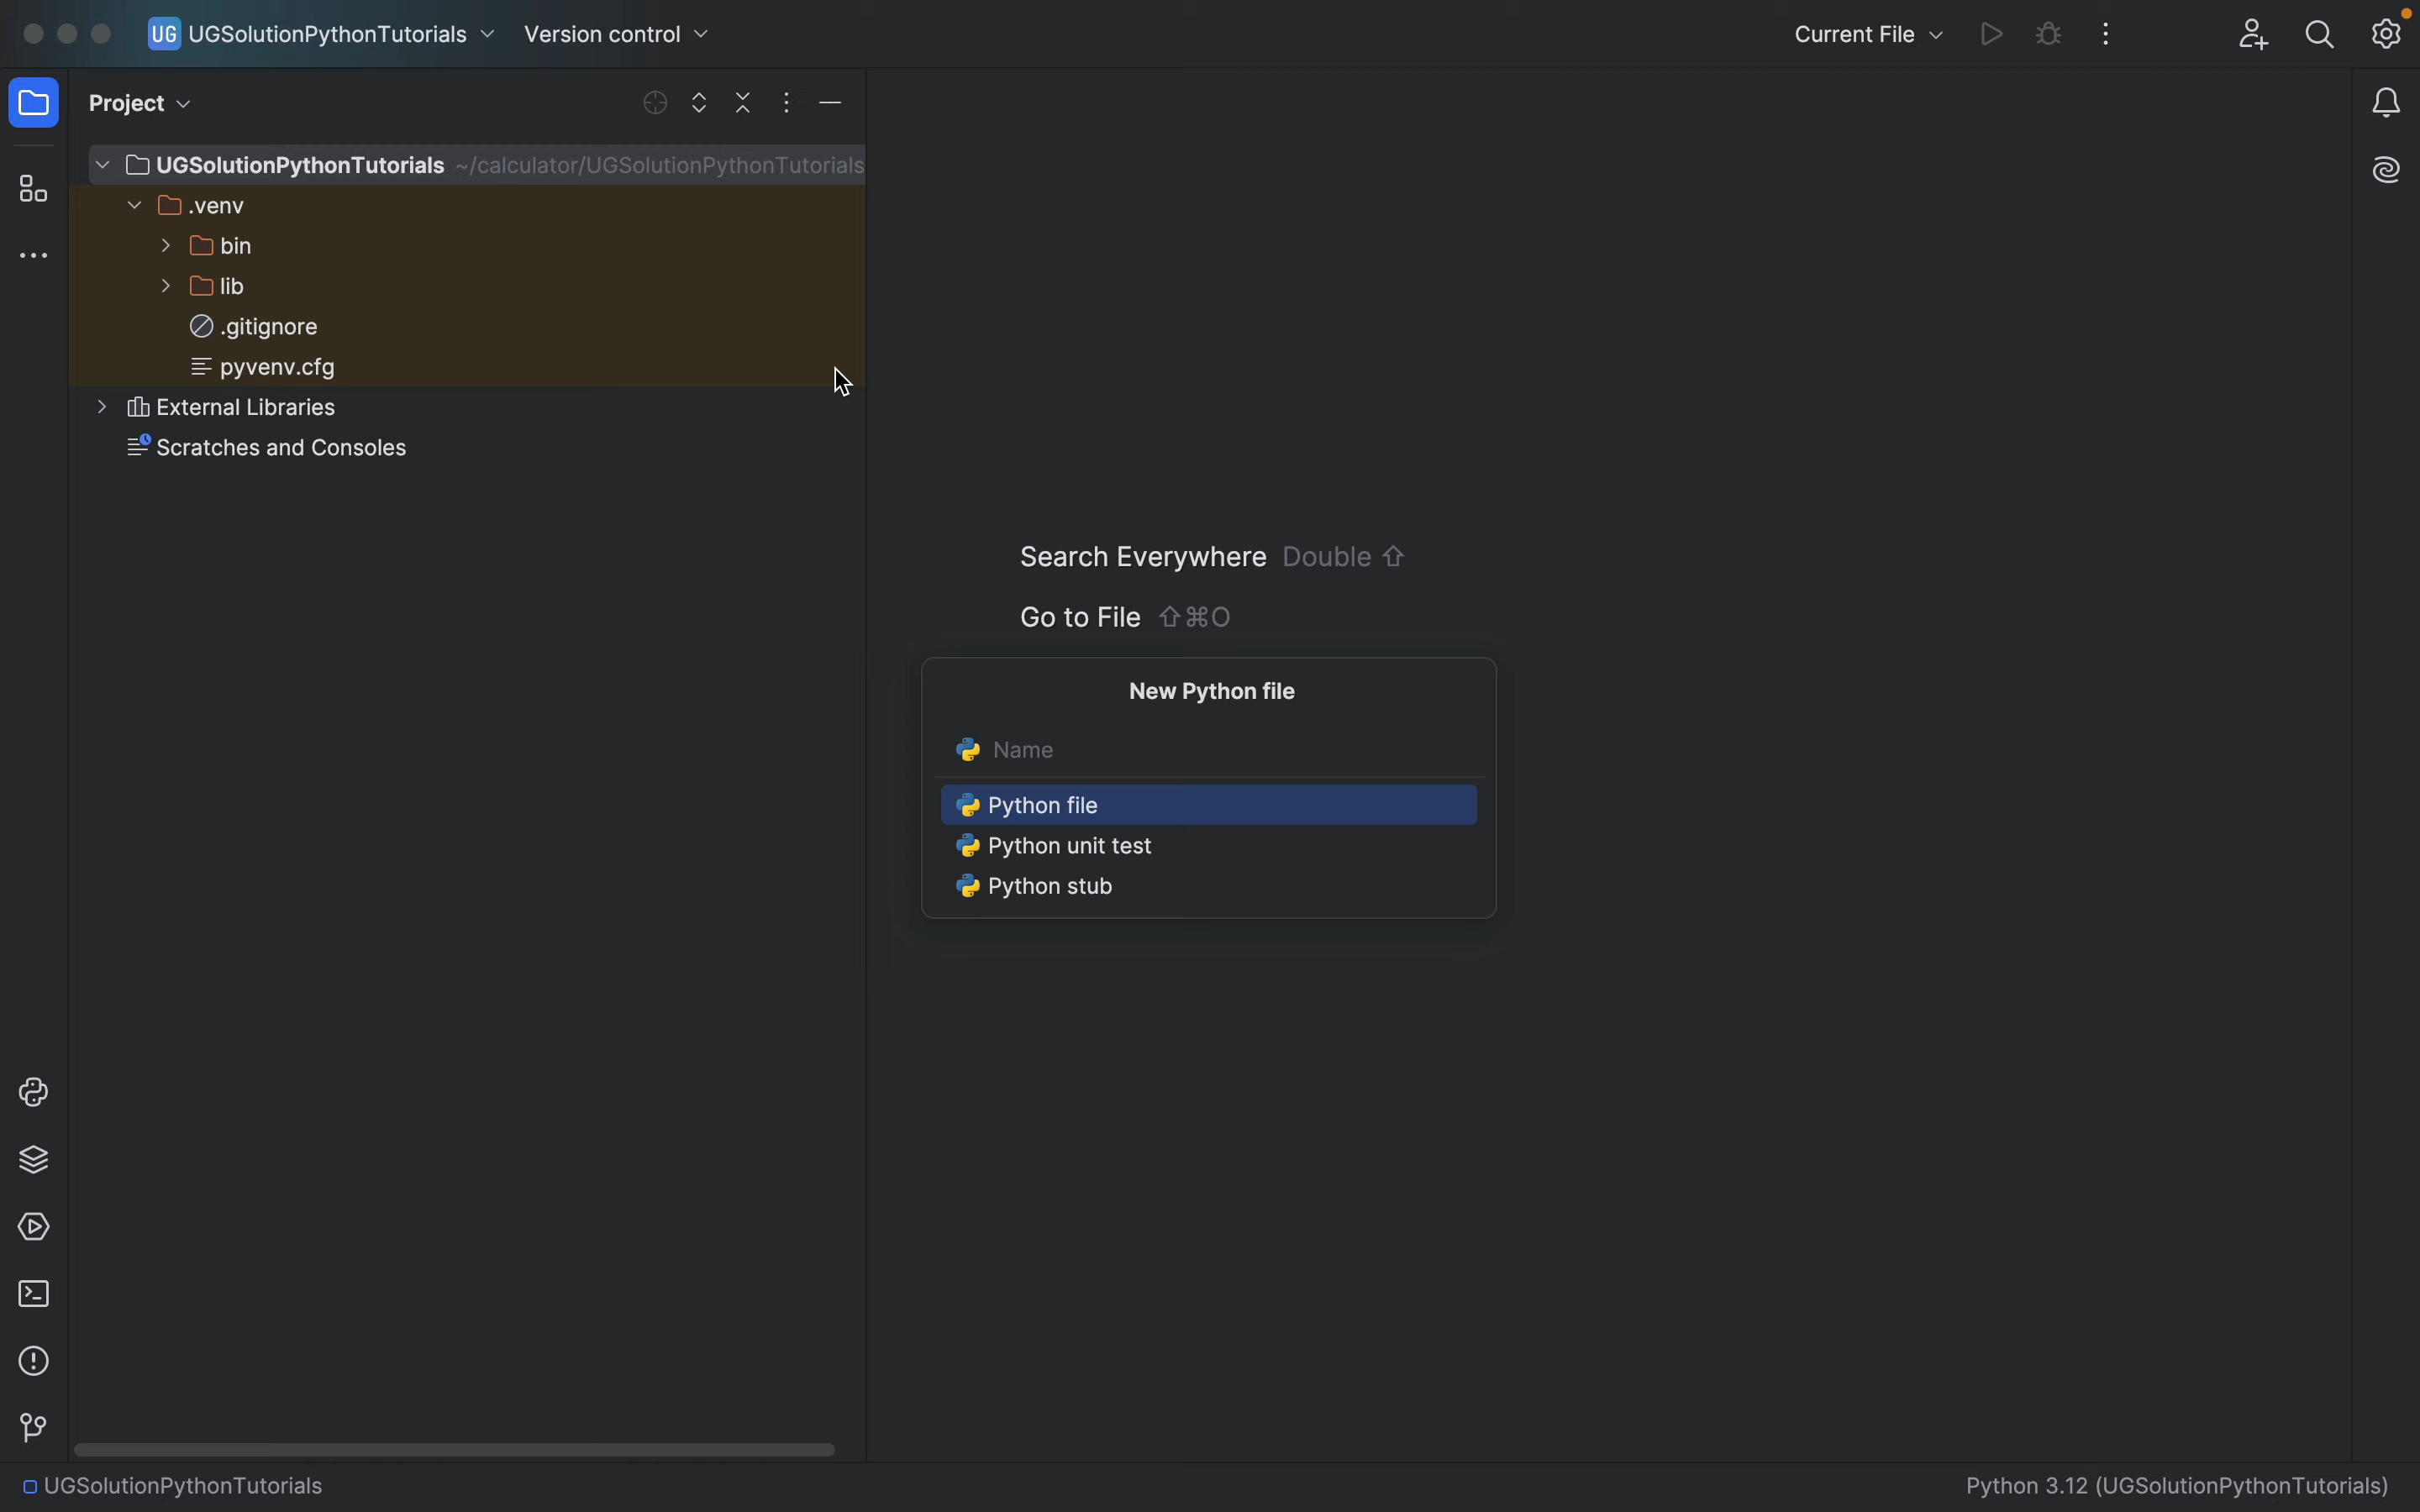 UG UGSolutionPythonTutorials Version control Current File
Project
UGSolutionPythonTutorials ~/calculator/UGSolutionPythonTutorials
.venv
bin
lib
.gitignore
pyvenv.cfg
External Libraries
Scratches and Consoles
Search Everywhere Double ⇧
Go to File ⇧⌘O
New Python file
Name
Python file
Python unit test
Python stub
UGSolutionPythonTutorials Python 3.12 (UGSolutionPythonTutorials)